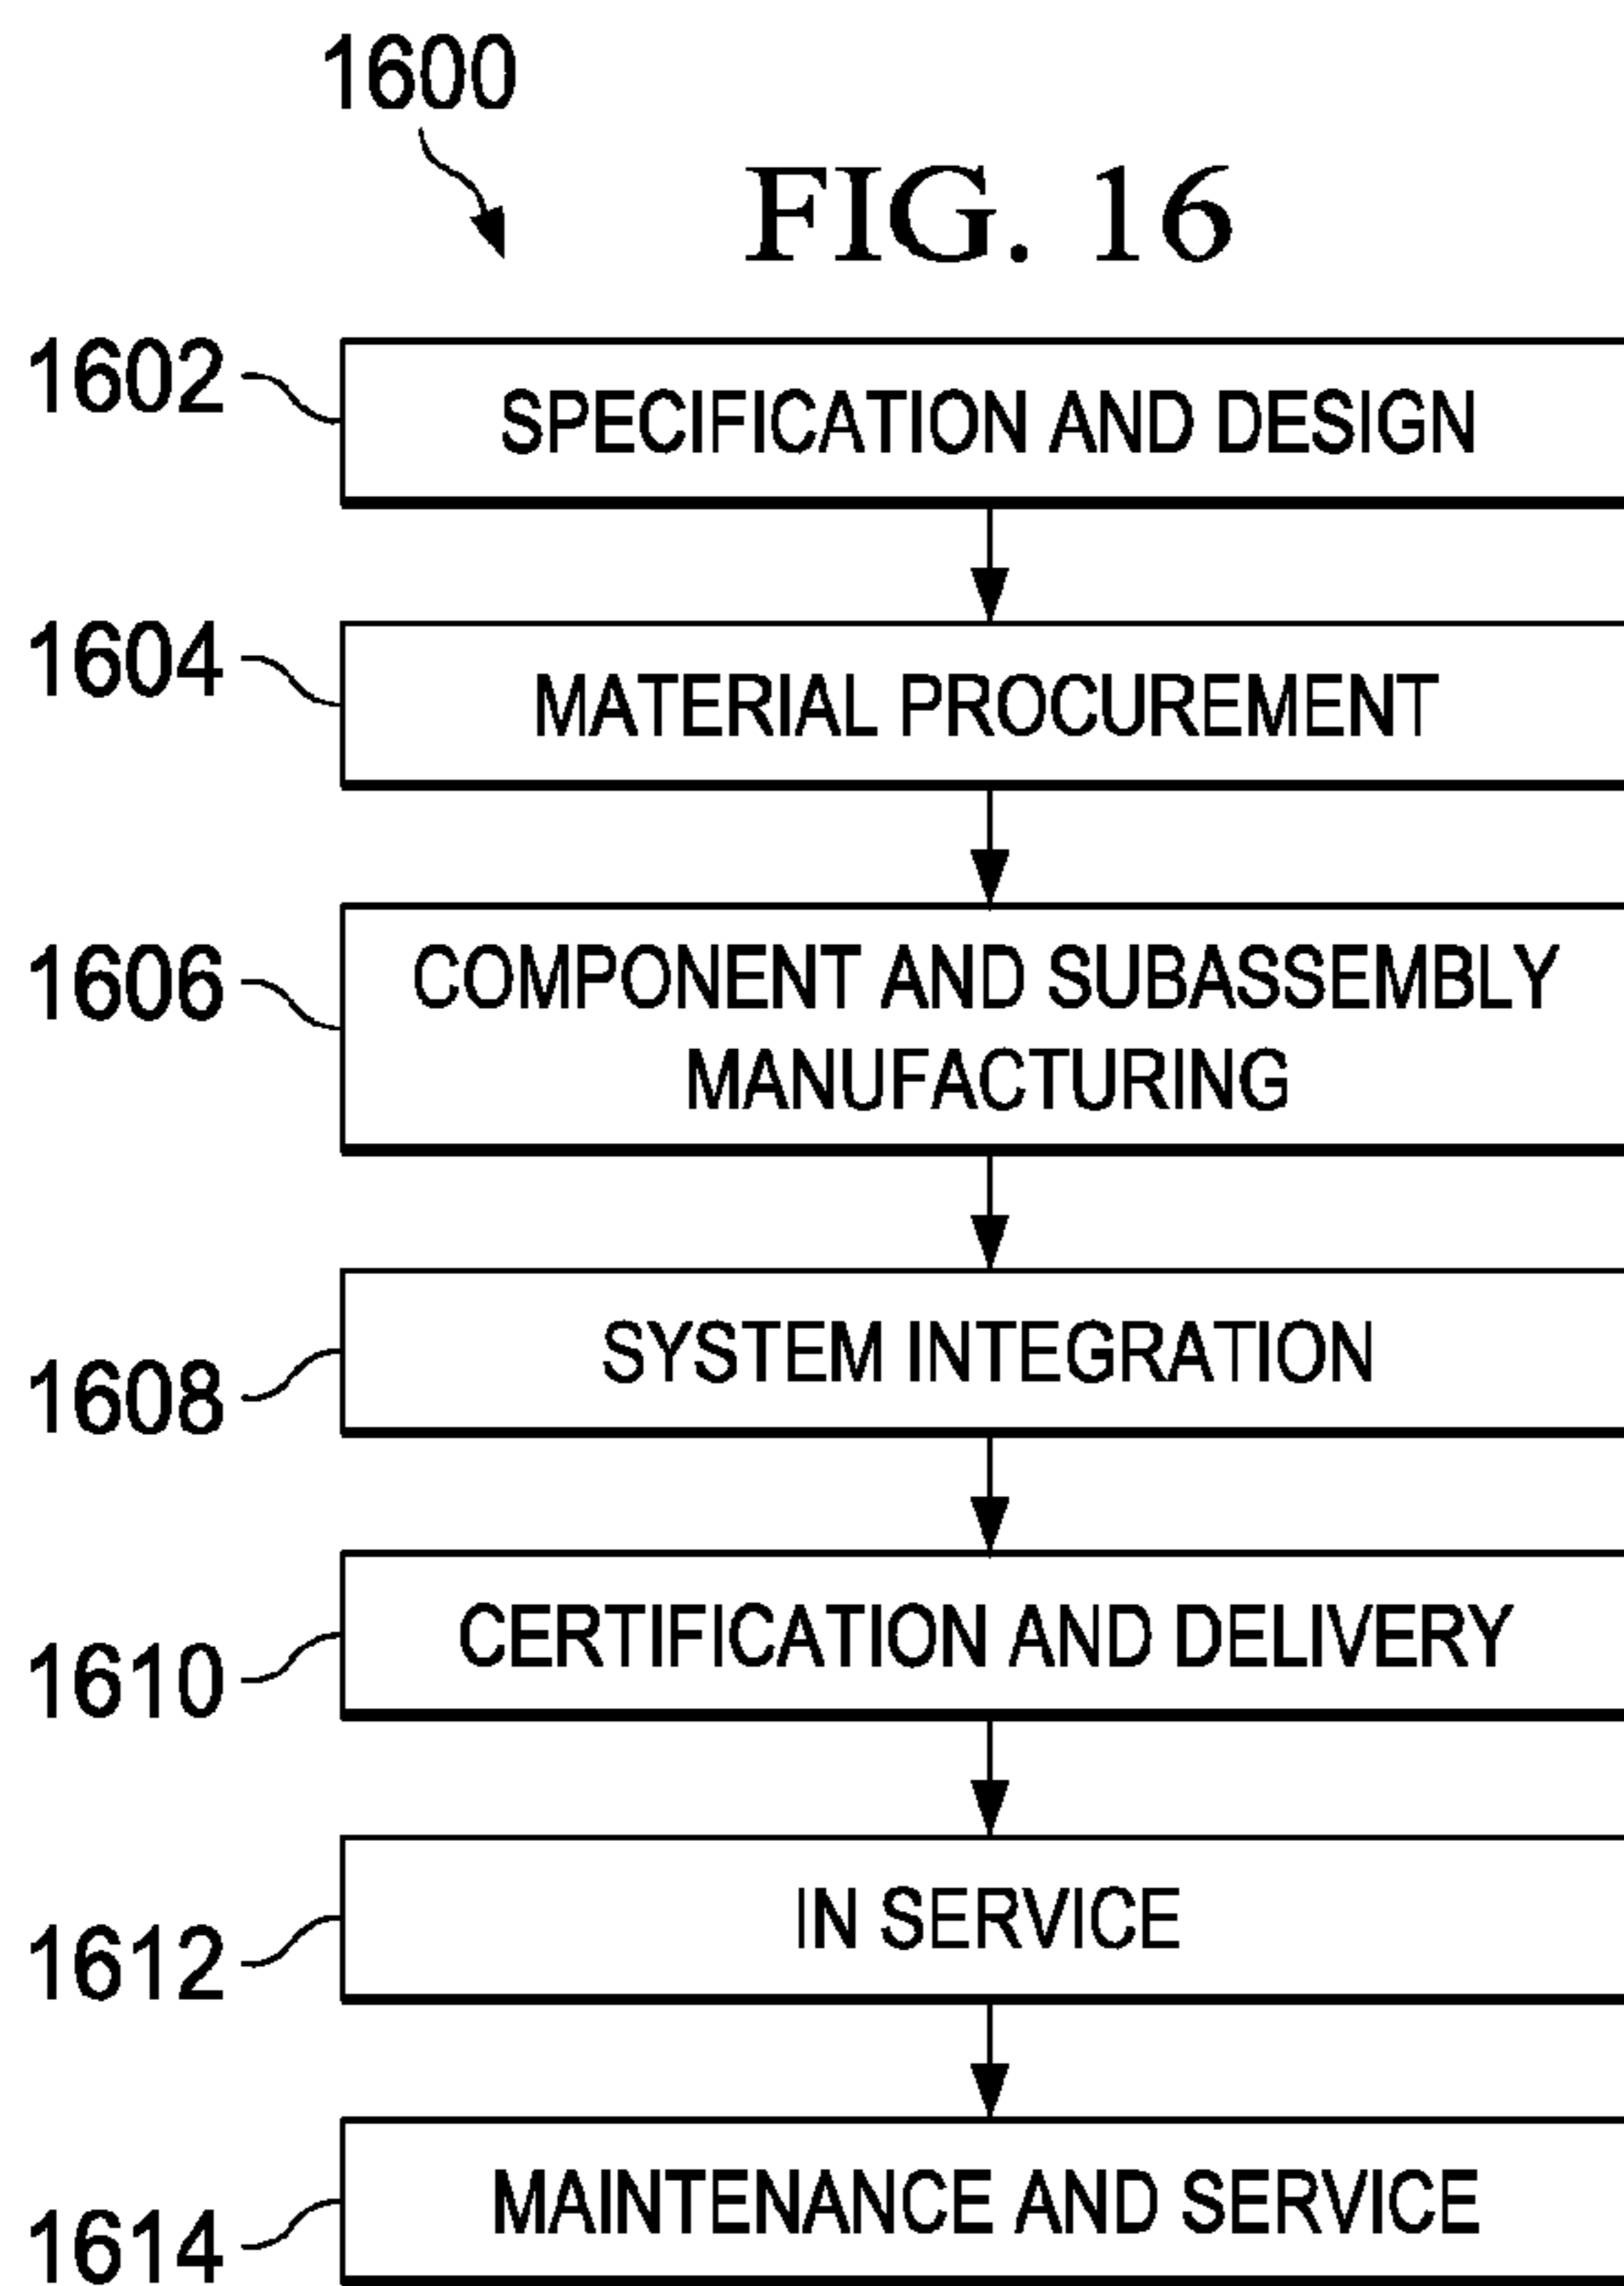 1600
FIG. 16
1602
SPECIFICATION AND DESIGN
1604
MATERIAL PROCUREMENT
1606
COMPONENT AND SUBASSEMBLY
MANUFACTURING
1608
SYSTEM INTEGRATION
1610
CERTIFICATION AND DELIVERY
1612
IN SERVICE
1614
MAINTENANCE AND SERVICE